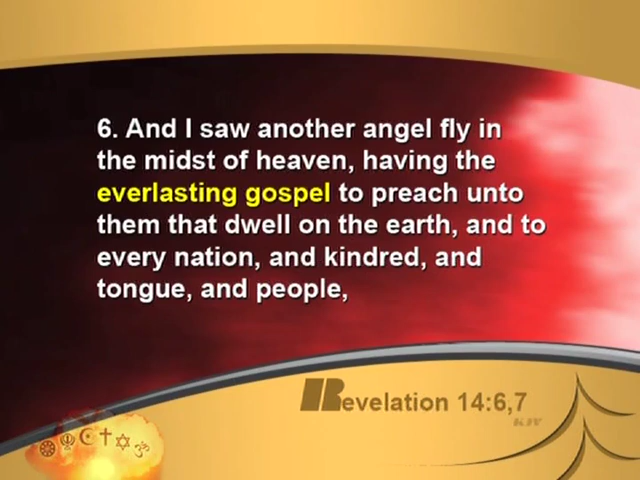 6. And I saw another angel fly in
the midst of heaven, having the
everlasting gospel to preach unto
them that dwell on the earth, and to
every nation, and kindred, and
tongue, and people,
Revelation 14:6,7
KJV